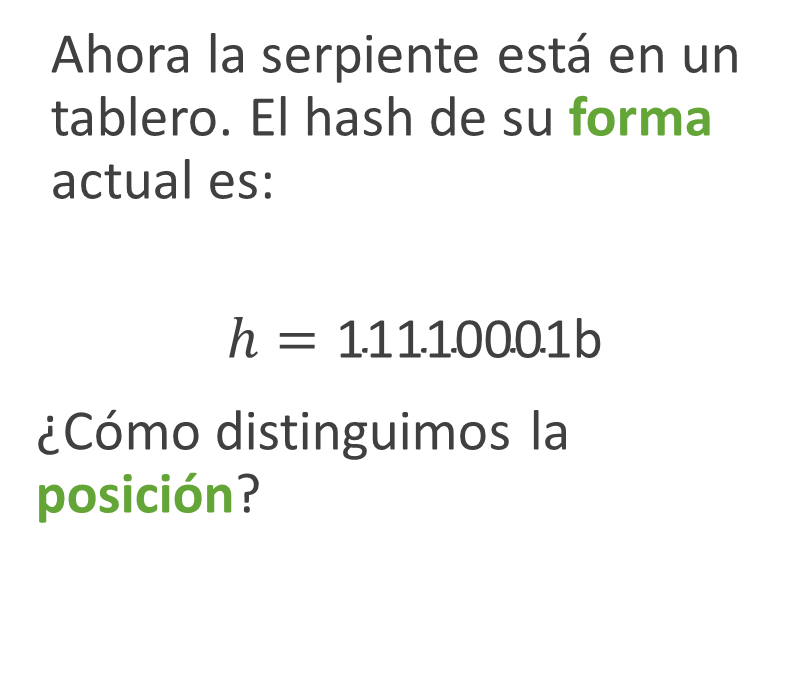 Ahora la serpiente está en un
tablero. El hash de su forma
actual es:
h = 1.11.1.00.0.1b
¿Cómo distinguimos la
posición?